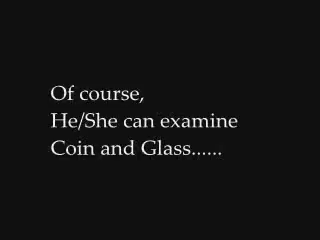 Of course,
He/She can examine
Coin and Glass......